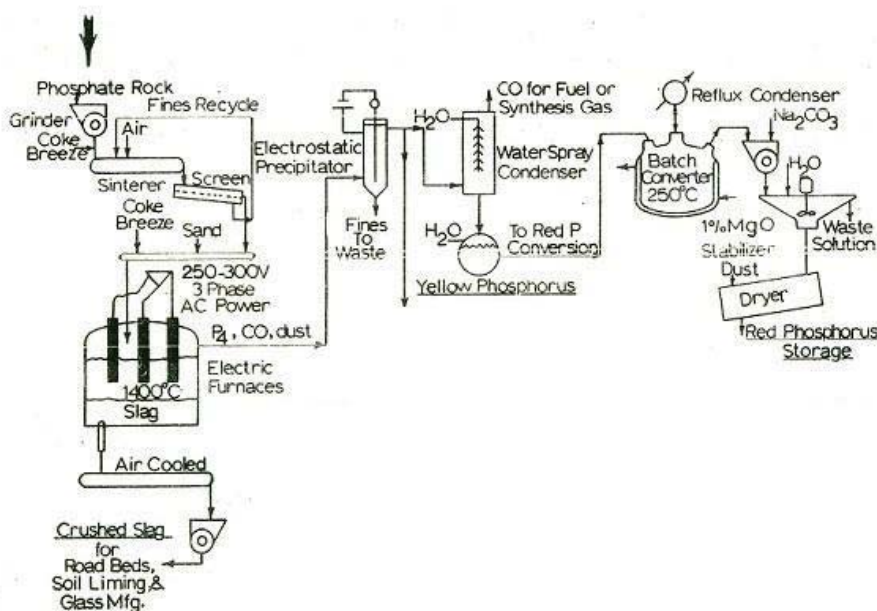 Phosphate Rock
Grinder
Coke
Breeze
Air
Fines Recycle
Sinterer
Screen
Coke
Breeze
Sand
250-300V
3 Phase
AC Power
P4, CO, dust
Electric
Furnaces
1400°C
Slag
Air Cooled
Crushed Slag
for
Road Beds,
Soil Liming &
Glass Mfg.
Electrostatic
Precipitator
Fines
To
Waste
H2O
CO for Fuel or
Synthesis Gas
Water Spray
Condenser
H2O
To Red P
Conversion
Yellow Phosphorus
Reflux Condenser
Batch
Converter
250°C
Na2CO3
H2O
1% MgO
Stabilizer
Dust
Waste
Solution
Dryer
Red Phosphorus
Storage